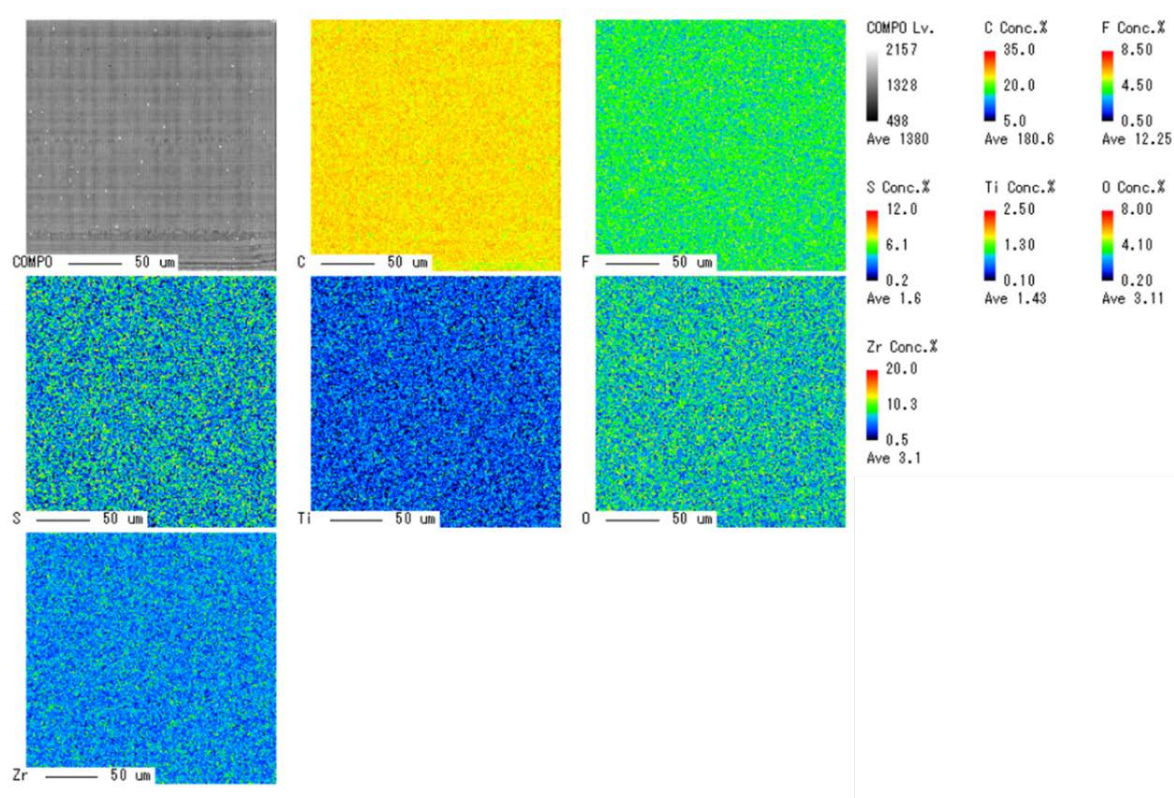 COMPO 50 um
C 50 um
F 50 um
COMPO Lv.
2157
1328
498
Ave 1380
C Conc.%
35.0
20.0
5.0
Ave 180.6
F Conc.%
8.50
4.50
0.50
Ave 12.25
S Conc.%
12.0
6.1
0.2
Ave 1.6
Ti Conc.%
2.50
1.30
0.10
Ave 1.43
O Conc.%
8.00
4.10
0.20
Ave 3.11
S 50 um
Ti 50 um
O 50 um
Zr Conc.%
20.0
10.3
0.5
Ave 3.1
Zr 50 um